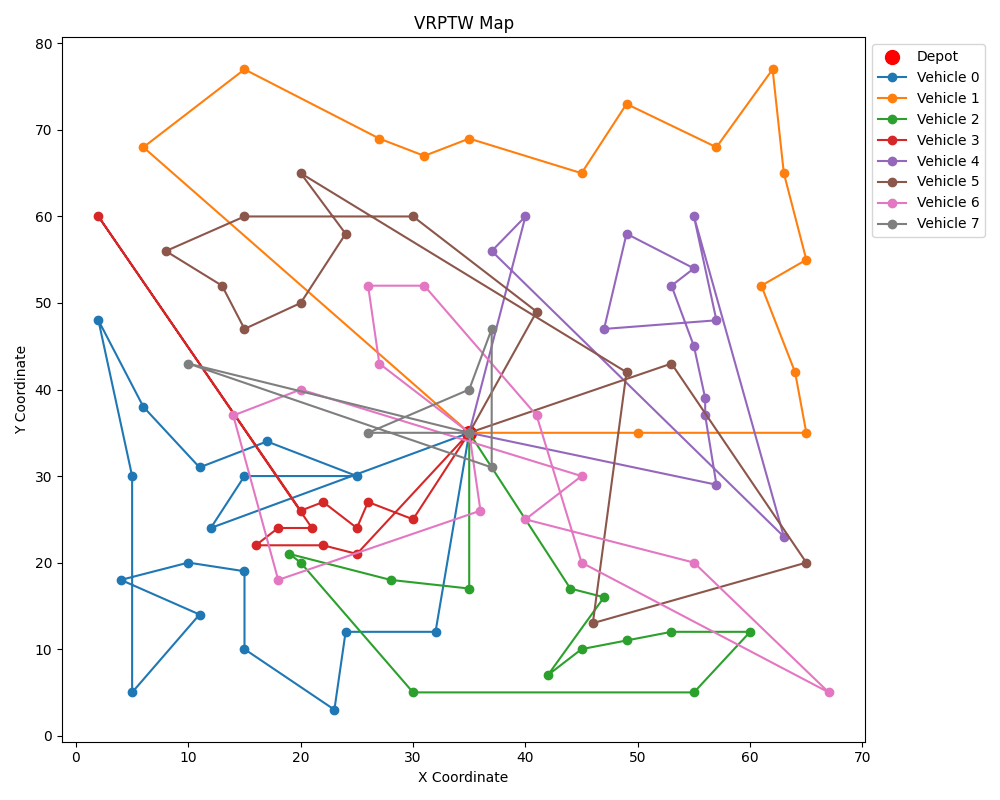 VRPTW Map
Y Coordinate
80
70
60
50
40
30
20
10
0
0 10 20 30 40 50 60 70
X Coordinate
Depot
Vehicle 0
Vehicle 1
Vehicle 2
Vehicle 3
Vehicle 4
Vehicle 5
Vehicle 6
Vehicle 7